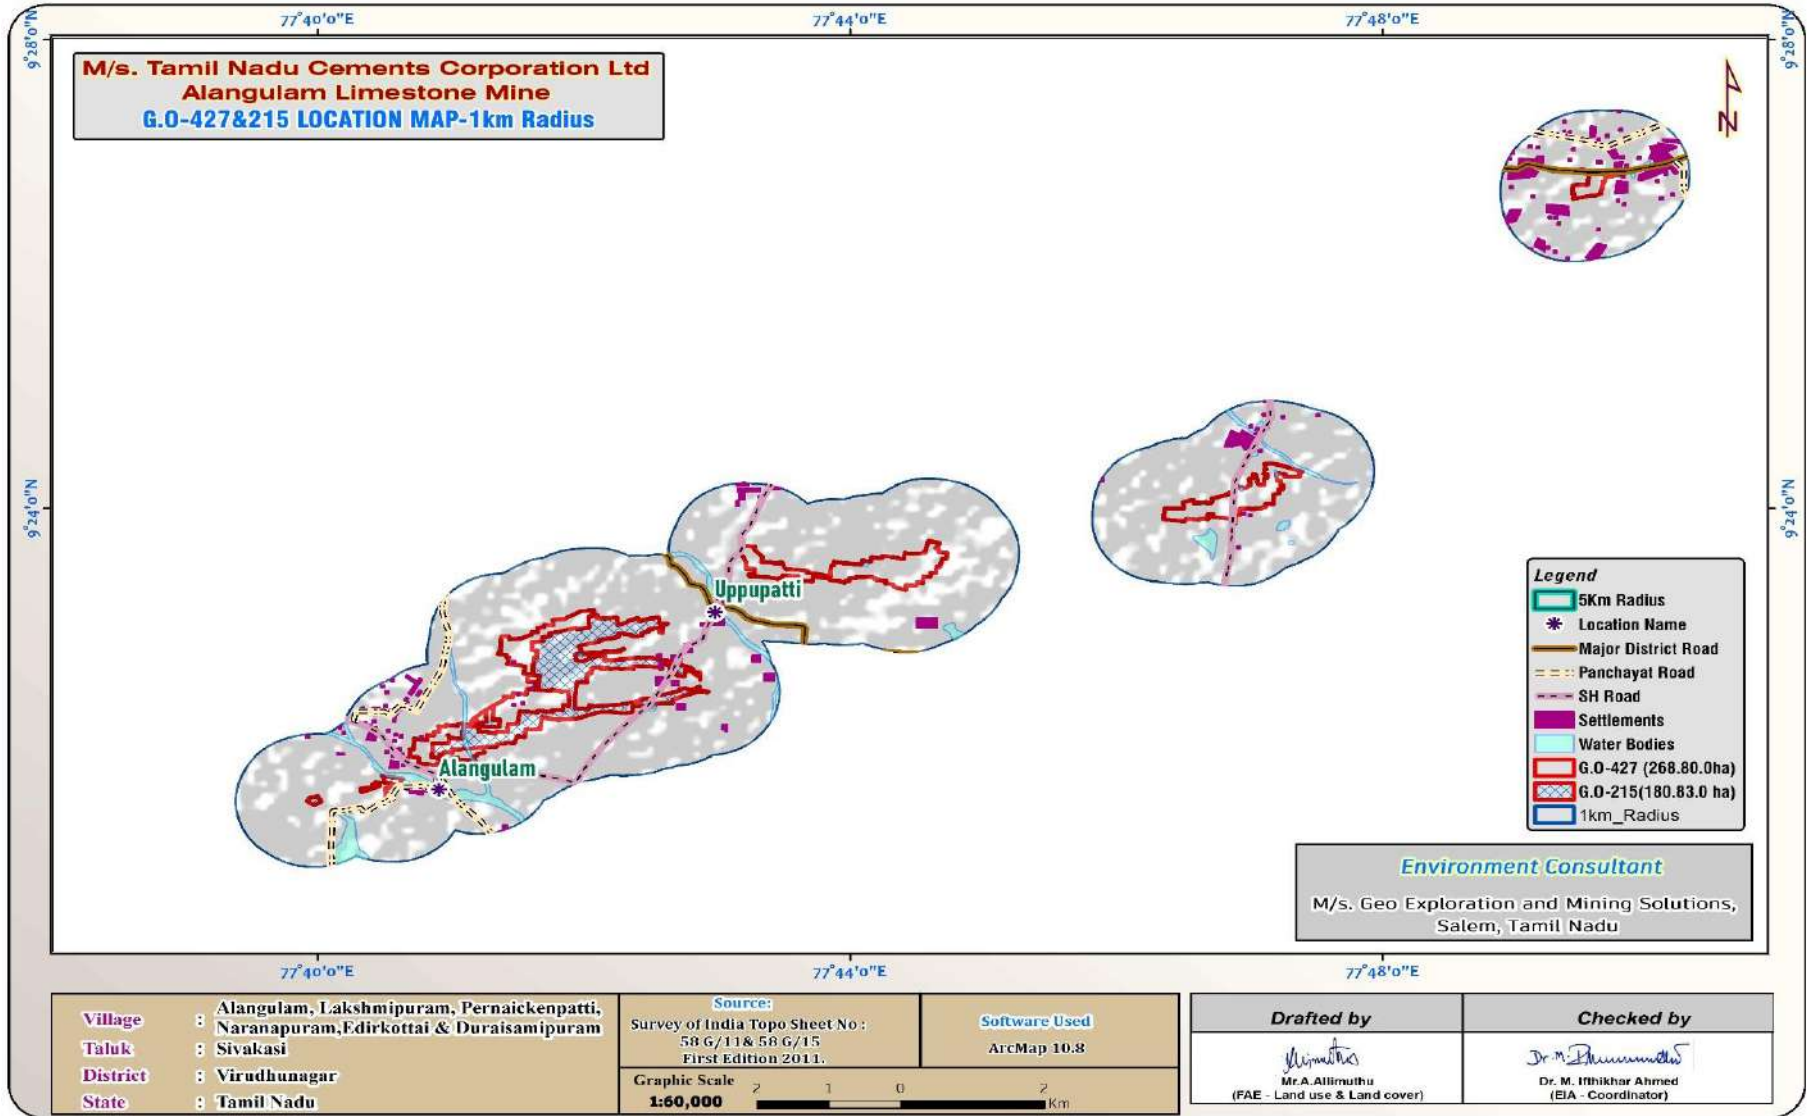 77°40'0"E 77°44'0"E 77°48'0"E
9°28'0"N 9°28'0"N
M/s. Tamil Nadu Cements Corporation Ltd
Alangulam Limestone Mine
G.O-427&215 LOCATION MAP-1km Radius
N
9°24'0"N 9°24'0"N
Uppupatti
Alangulam
Legend
5Km Radius
Location Name
Major District Road
Panchayat Road
SH Road
Settlements
Water Bodies
G.O-427 (268.80.0ha)
G.O-215(180.83.0 ha)
1km_Radius
Environment Consultant
M/s. Geo Exploration and Mining Solutions,
Salem, Tamil Nadu
77°40'0"E 77°44'0"E 77°48'0"E
Village : Alangulam, Lakshmipuram, Pernaickenpatti,
Naranapuram,Edirkottai & Duraisamipuram
Taluk : Sivakasi
District : Virudhunagar
State : Tamil Nadu
Source:
Survey of India Topo Sheet No :
58 G/11& 58 G/15
First Edition 2011.
Software Used
ArcMap 10.8
Graphic Scale
1:60,000
2 1 0 2
Km
Drafted by
Mr.A.Allimuthu
(FAE - Land use & Land cover)
Checked by
Dr. M. Ifthikhar Ahmed
(EIA - Coordinator)